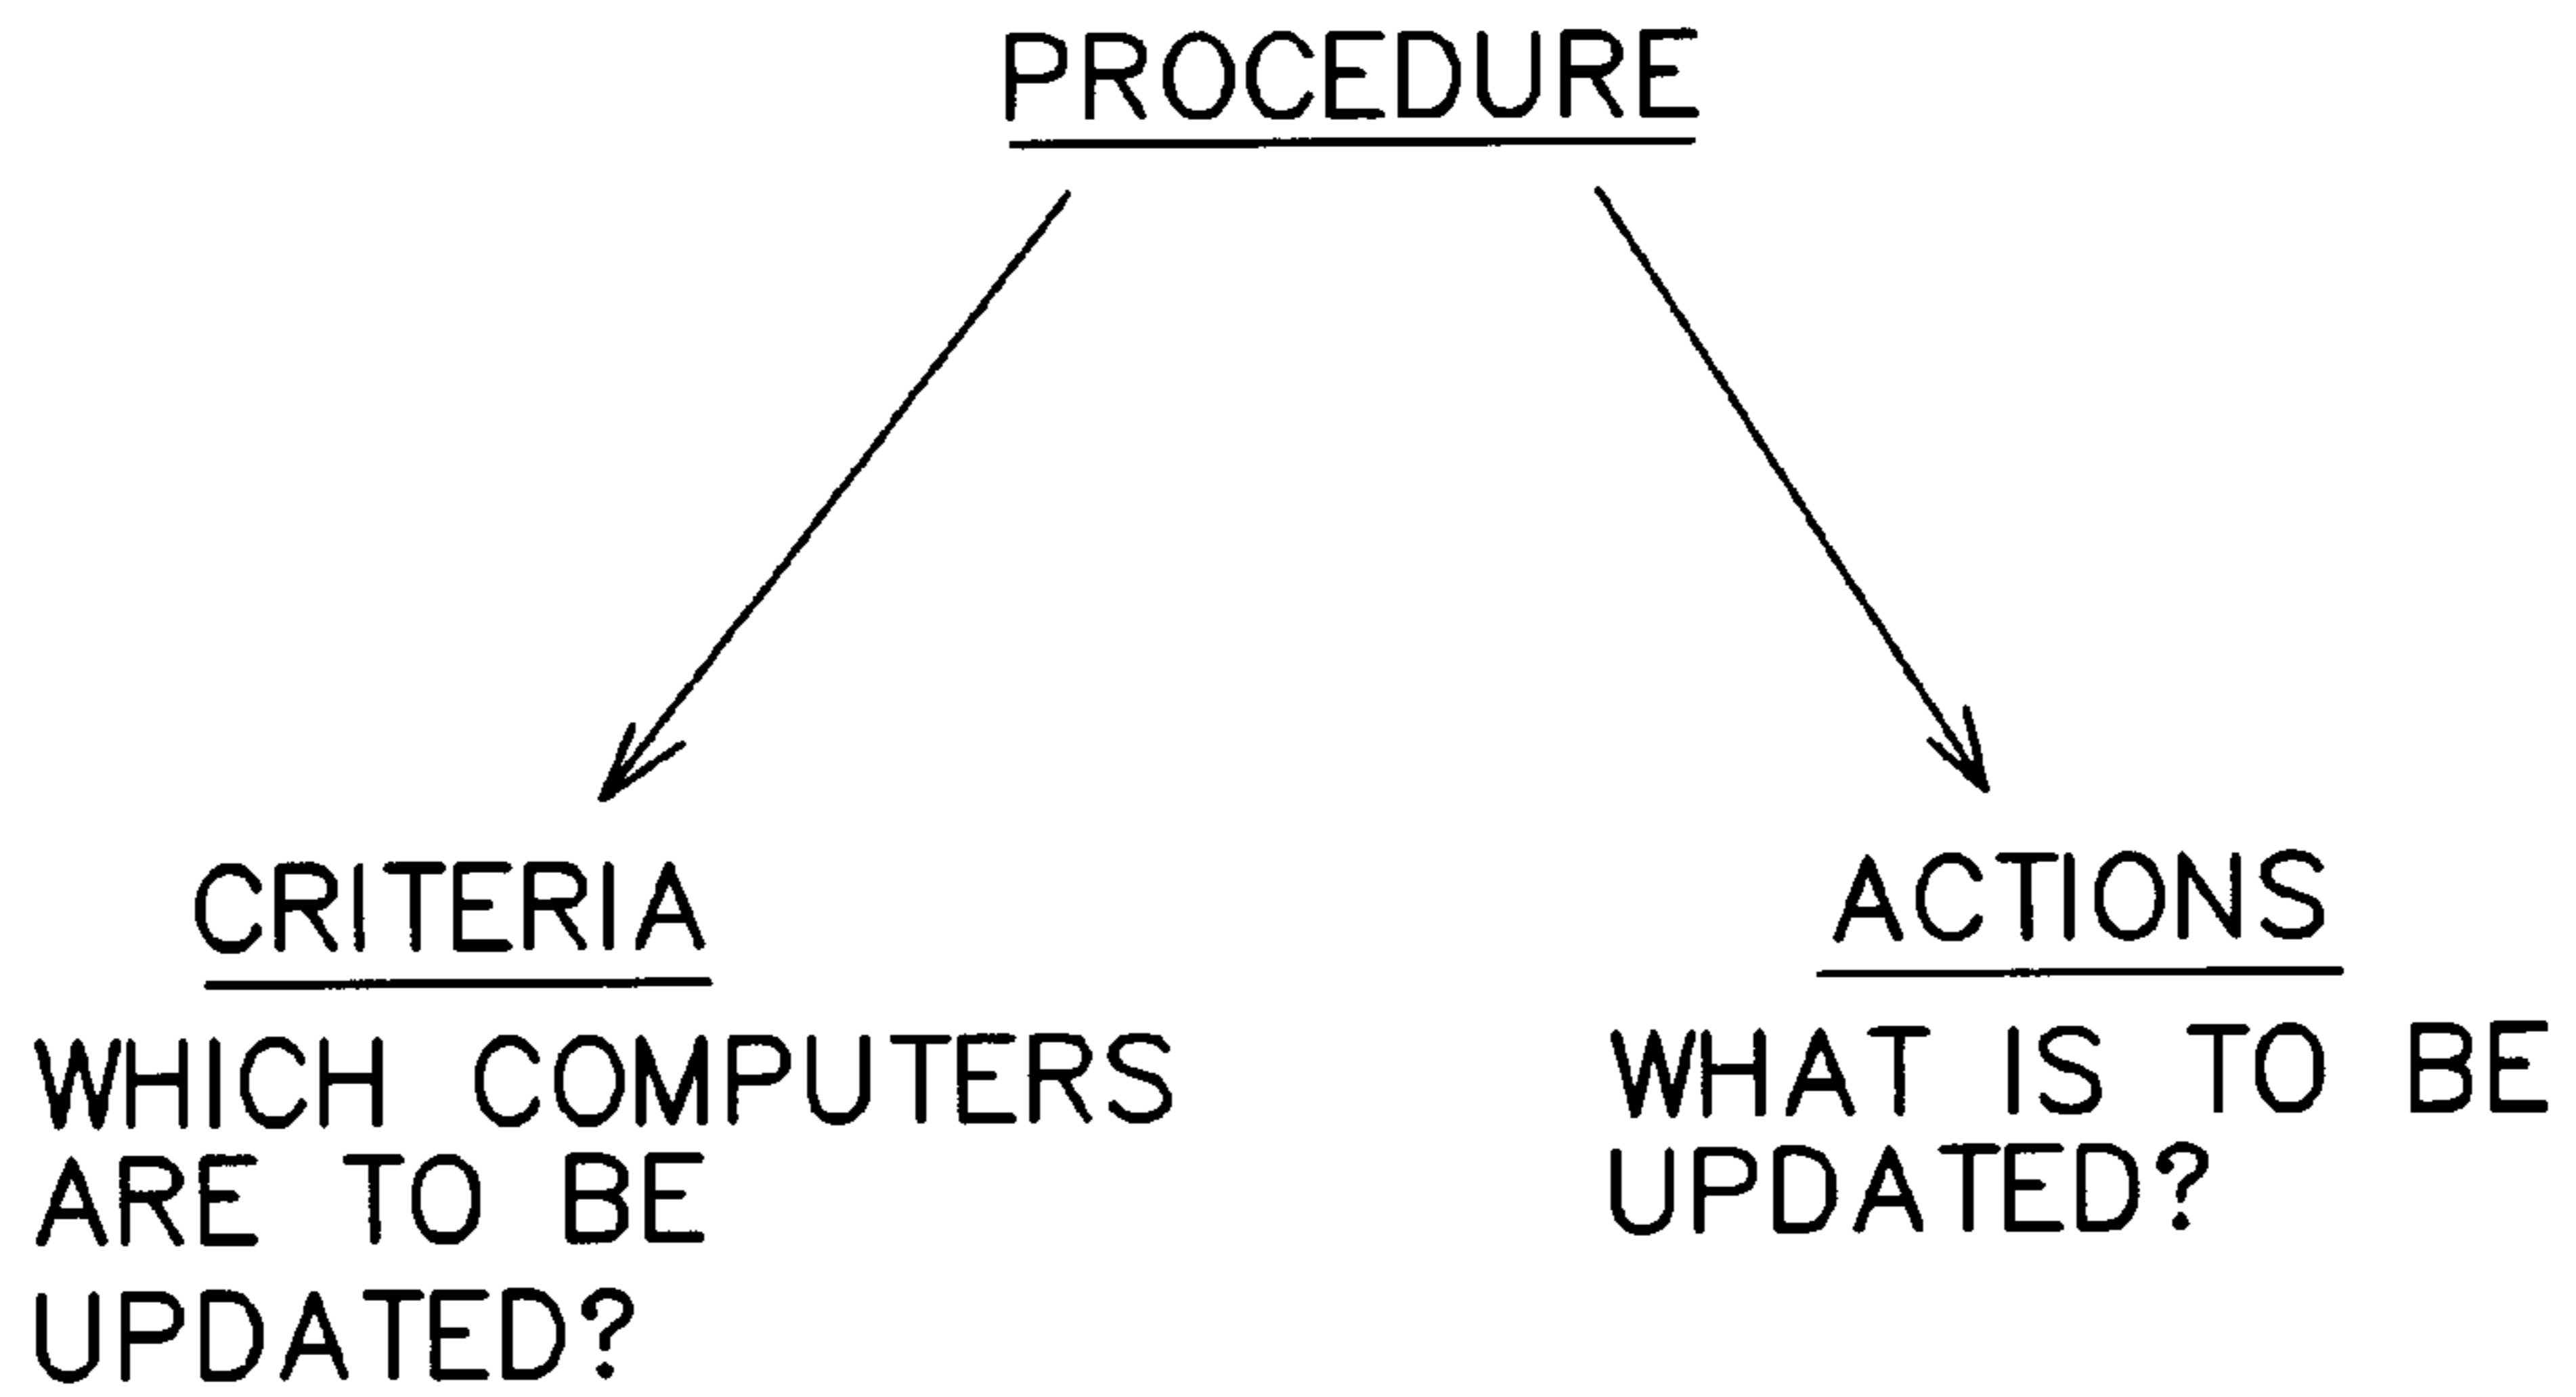 PROCEDURE
CRITERIA
WHICH COMPUTERS
ARE TO BE
UPDATED?
ACTIONS
WHAT IS TO BE
UPDATED?